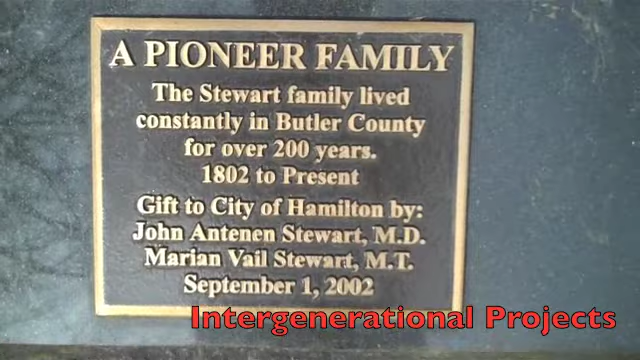 A PIONEER FAMILY
The Stewart family lived
constantly in Butler County
for over 200 years.
1802 to Present
Gift to City of Hamilton by:
John Antenen Stewart, M.D.
Marian Vail Stewart, M.T.
September 1, 2002
Intergenerational Projects